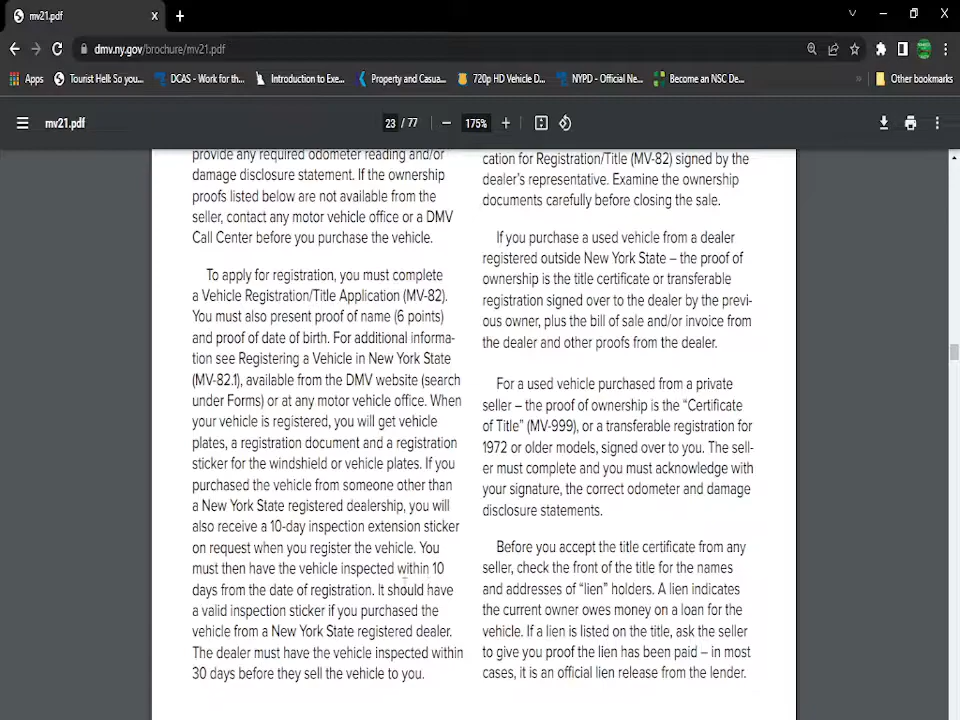 mv21.pdf
dmv.ny.gov/brochure/mv21.pdf
Apps
Tourist Helt: So you...
DCAS - Work for th...
Introduction to Exe...
Property and Casua...
720p HD Vehicle D...
NYPD - Official Ne...
Become an NSC De...
»
Other bookmarks
mv21.pdf
23 / 77
175%
provide any required odometer reading and/or
damage disclosure statement. If the ownership
proofs listed below are not available from the
seller, contact any motor vehicle office or a DMV
Call Center before you purchase the vehicle.
To apply for registration, you must complete
a Vehicle Registration/Title Application (MV-82).
You must also present proof of name (6 points)
and proof of date of birth. For additional informa-
tion see Registering a Vehicle in New York State
(MV-82.1), available from the DMV website (search
under Forms) or at any motor vehicle office. When
your vehicle is registered, you will get vehicle
plates, a registration document and a registration
sticker for the windshield or vehicle plates. If you
purchased the vehicle from someone other than
a New York State registered dealership, you will
also receive a 10-day inspection extension sticker
on request when you register the vehicle. You
must then have the vehicle inspected within 10
days from the date of registration. It should have
a valid inspection sticker if you purchased the
vehicle from a New York State registered dealer.
The dealer must have the vehicle inspected within
30 days before they sell the vehicle to you.
cation for Registration/Title (MV-82) signed by the
dealer's representative. Examine the ownership
documents carefully before closing the sale.
If you purchase a used vehicle from a dealer
registered outside New York State – the proof of
ownership is the title certificate or transferable
registration signed over to the dealer by the previ-
ous owner, plus the bill of sale and/or invoice from
the dealer and other proofs from the dealer.
For a used vehicle purchased from a private
seller – the proof of ownership is the “Certificate
of Title” (MV-999), or a transferable registration for
1972 or older models, signed over to you. The sell-
er must complete and you must acknowledge with
your signature, the correct odometer and damage
disclosure statements.
Before you accept the title certificate from any
seller, check the front of the title for the names
and addresses of “lien” holders. A lien indicates
the current owner owes money on a loan for the
vehicle. If a lien is listed on the title, ask the seller
to give you proof the lien has been paid – in most
cases, it is an official lien release from the lender.